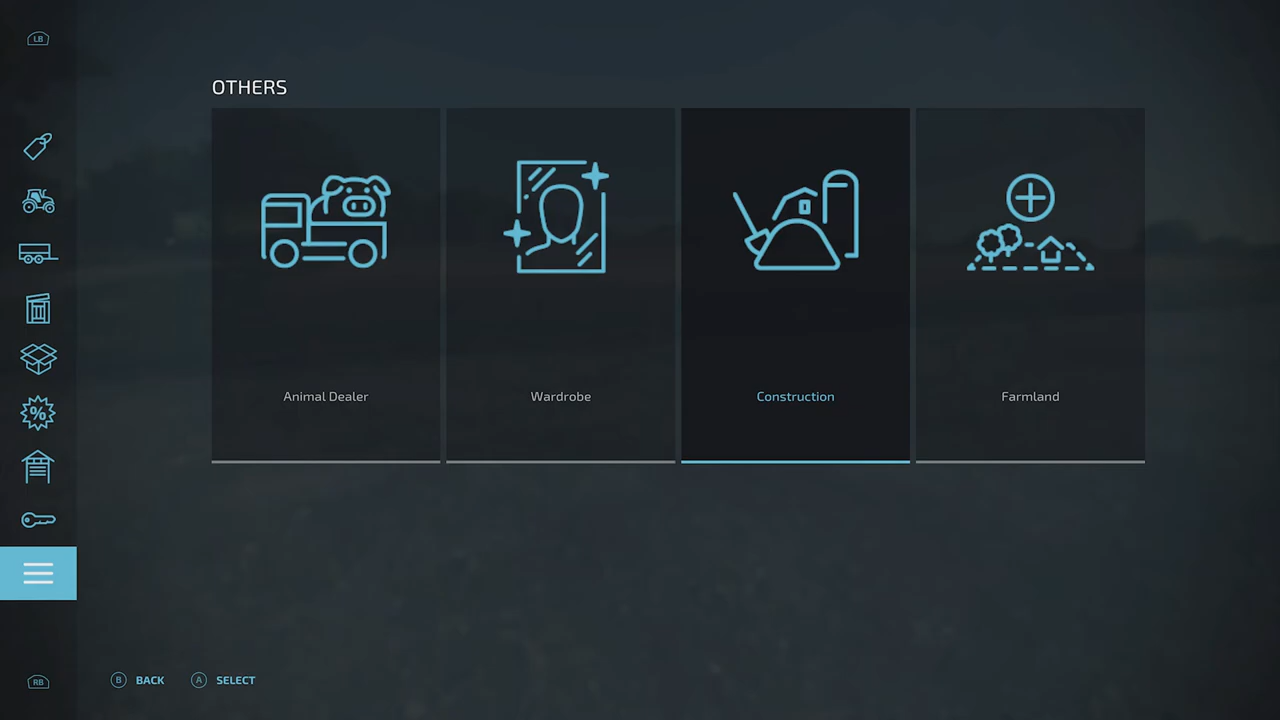 LB
OTHERS
%
Animal Dealer
Wardrobe
Construction
Farmland
RB
B BACK
A SELECT